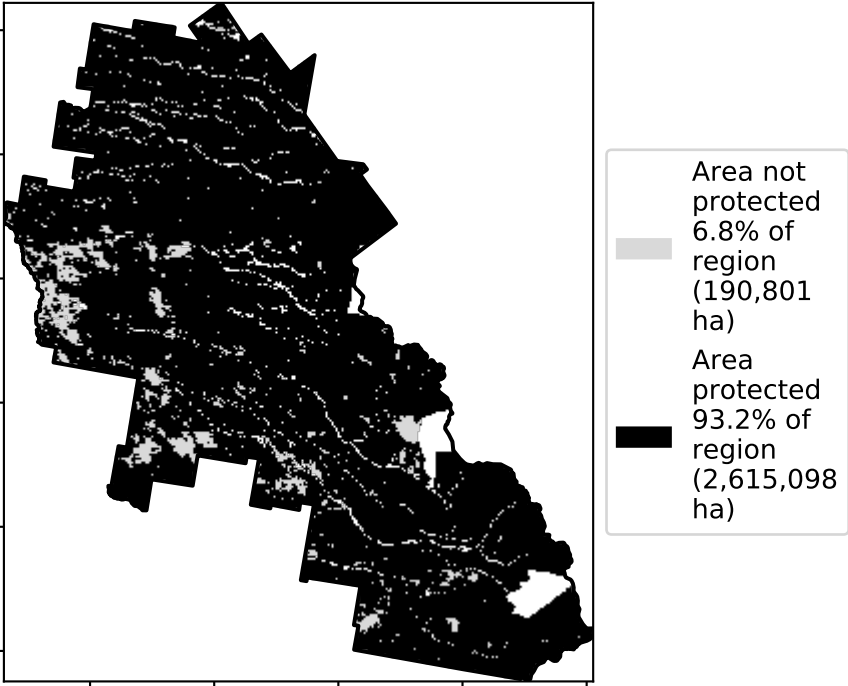 Area not
protected
6.8% of
region
(190,801
ha)
Area
protected
93.2% of
region
(2,615,098
ha)